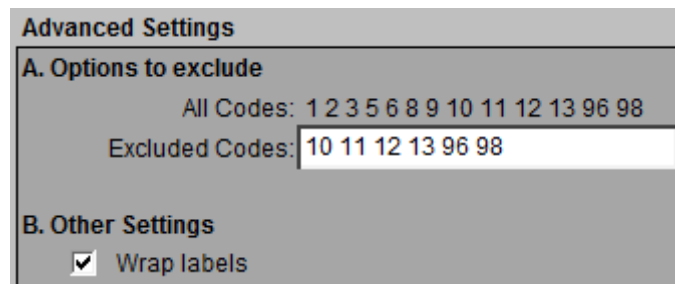 Advanced Settings
A. Options to exclude
All Codes: 1 2 3 5 6 8 9 10 11 12 13 96 98
Excluded Codes: 10 11 12 13 96 98
B. Other Settings
Wrap labels